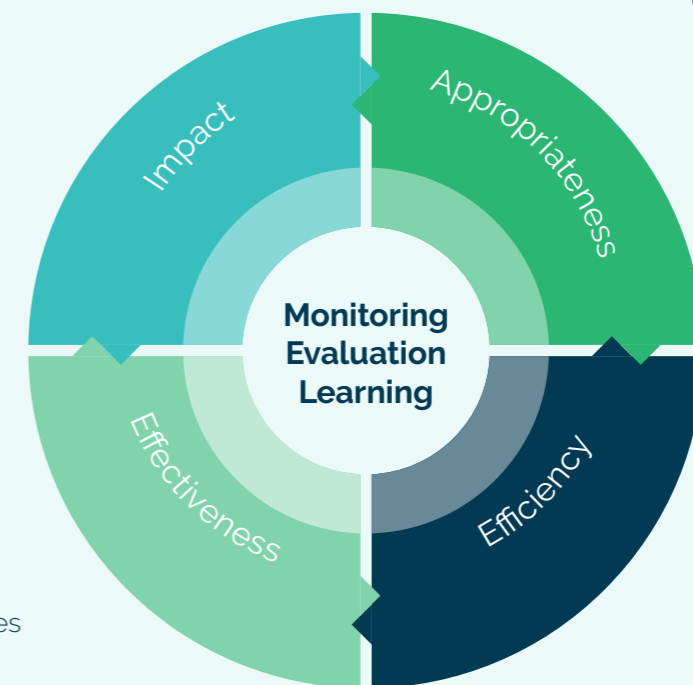 Impact
Appropriateness
Monitoring
Evaluation
Learning
Effectiveness
Efficiency